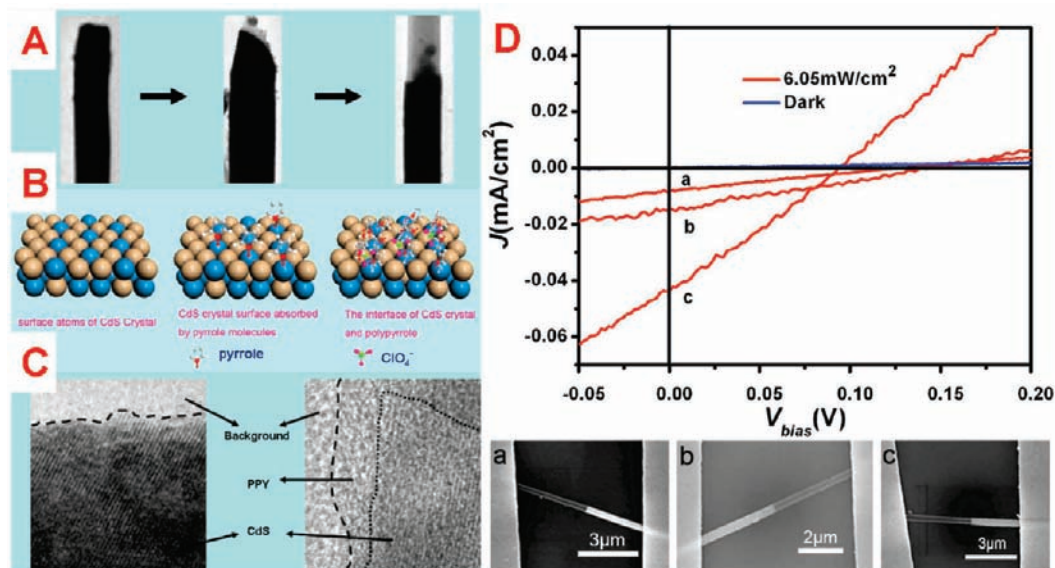 A
B
surface atoms of CdS Crystal
CdS crystal surface absorbed
by pyrrole molecules
pyrrole
The interface of CdS crystal
and polypyrrole
ClO₄⁻
C
Background
PPY
CdS
D
6.05mW/cm²
Dark
J(mA/cm²)
0.04
0.02
0.00
-0.02
-0.04
-0.06
a
b
c
-0.05
0.00
0.05
0.10
0.15
0.20
V_bias(V)
a
3μm
b
2μm
c
3μm